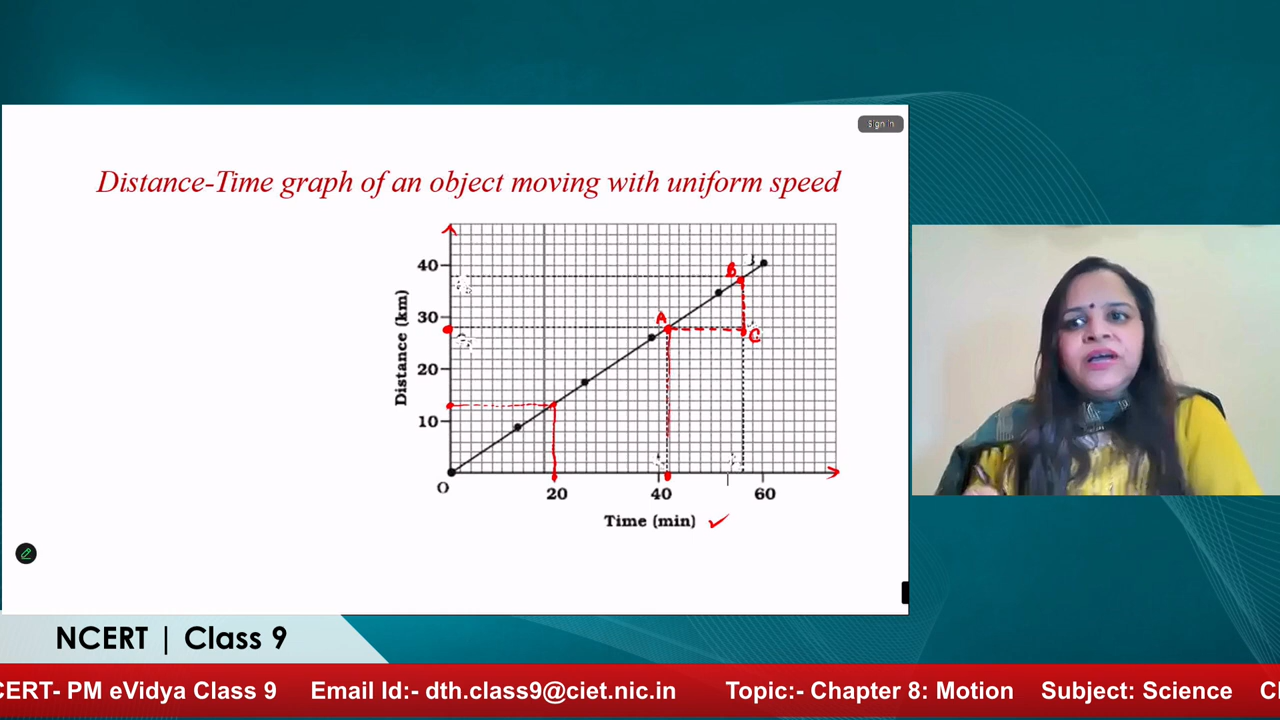 Sign in
Distance-Time graph of an object moving with uniform speed
40
30
20
10
Distance (km)
A
B
C
O
20
40
60
Time (min)
NCERT | Class 9
CERT- PM eVidya Class 9 Email Id:- dth.class9@ciet.nic.in Topic:- Chapter 8: Motion Subject: Science